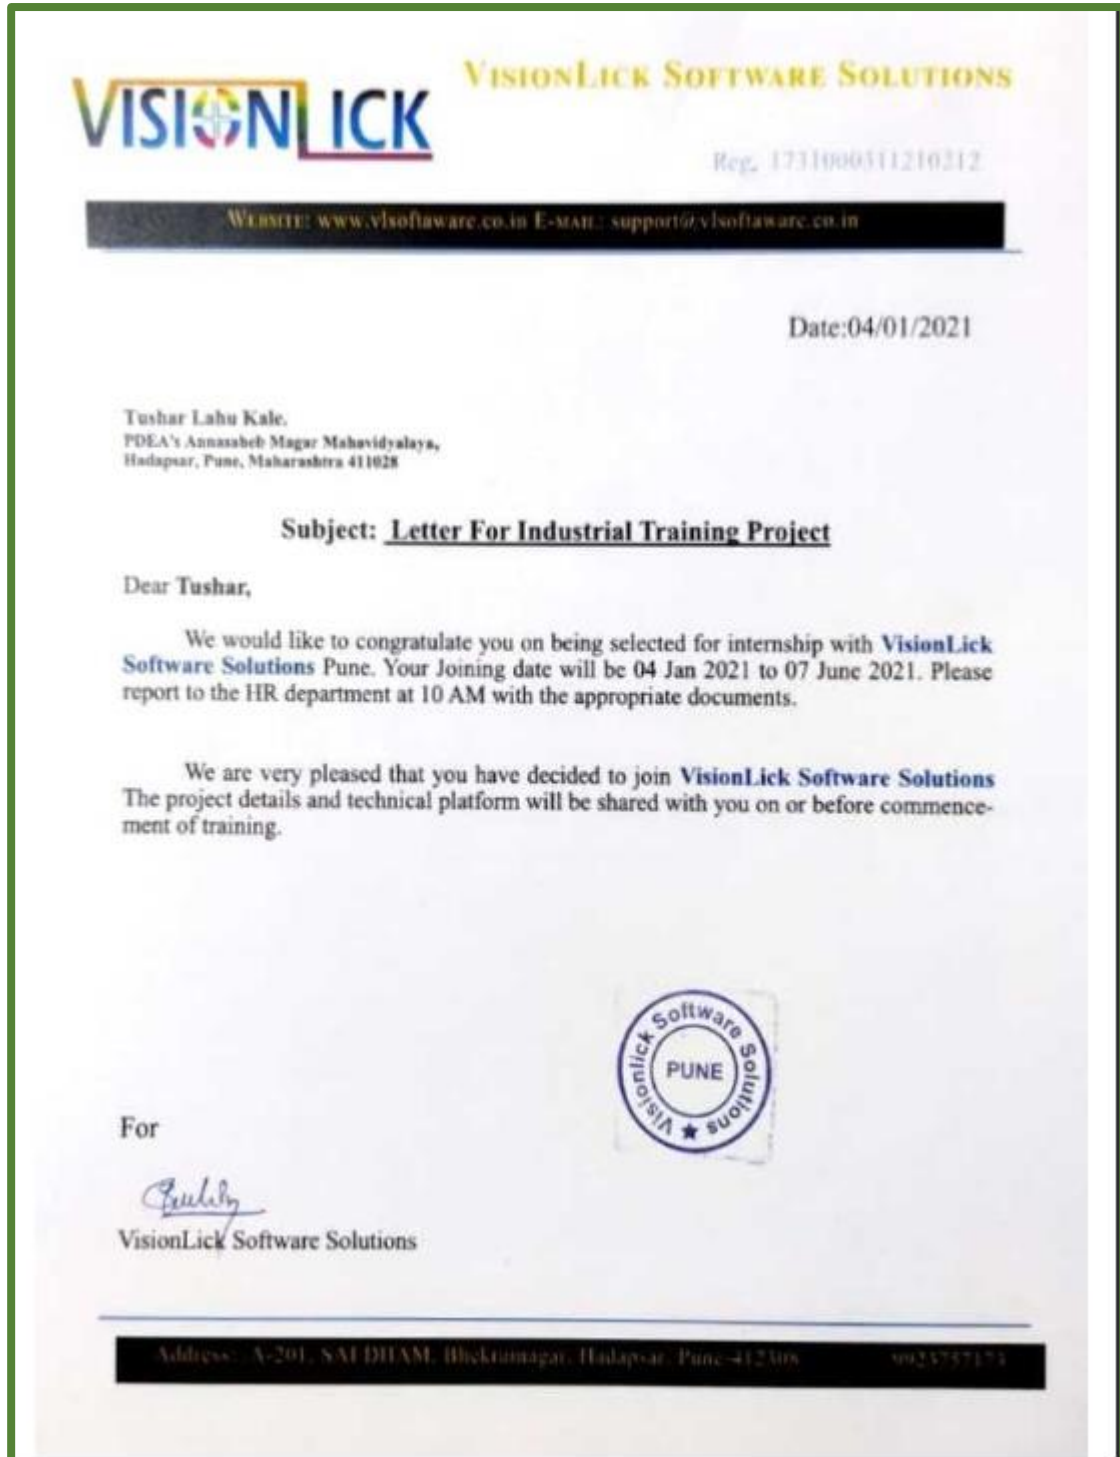 VISIONLICK
VISIONLICK SOFTWARE SOLUTIONS
Reg. 1731000311210212
WEBSITE: www.vlsoftaware.co.in E-MAIL: support@vlsoftaware.co.in
Date:04/01/2021
Tushar Lahu Kale.
PDEA's Annasaheb Magar Mahavidyalaya,
Hadapsar, Pune, Maharashtra 411028
Subject: Letter For Industrial Training Project
Dear Tushar,
We would like to congratulate you on being selected for internship with VisionLick
Software Solutions Pune. Your Joining date will be 04 Jan 2021 to 07 June 2021. Please
report to the HR department at 10 AM with the appropriate documents.
We are very pleased that you have decided to join VisionLick Software Solutions
The project details and technical platform will be shared with you on or before commence-
ment of training.
Visionlick Software Solutions
PUNE
For
VisionLick Software Solutions
Address: A-201, SAI DHAM, Hadapsar, Pune-412308